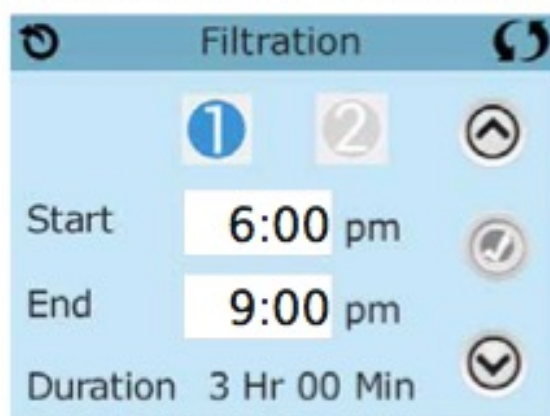 Filtration
1 2
Start 6:00 pm
End 9:00 pm
Duration 3 Hr 00 Min